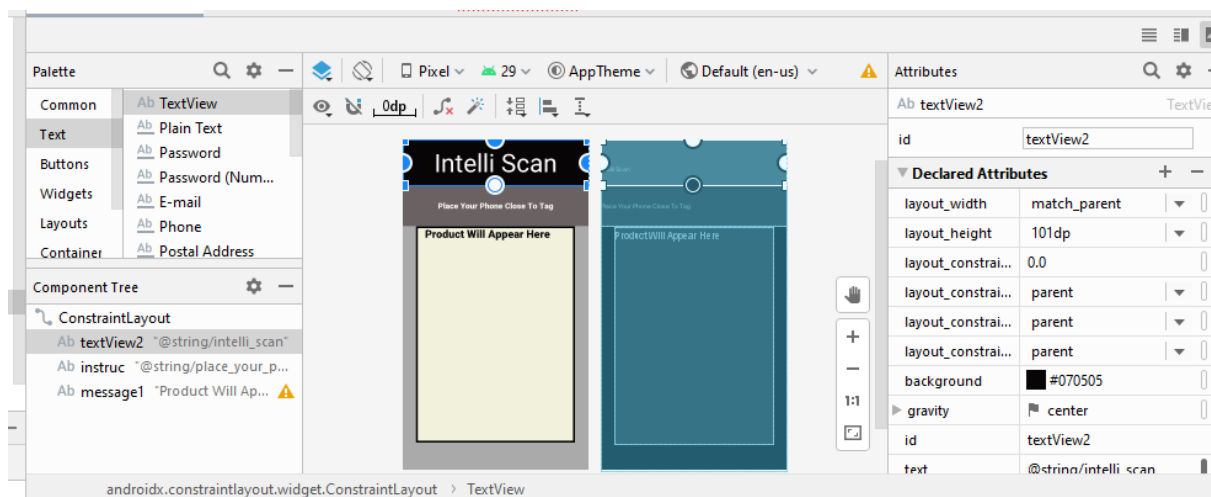 Palette
Common
Text
Buttons
Widgets
Layouts
Container
Ab TextView
Ab Plain Text
Ab Password
Ab Password (Num...
Ab E-mail
Ab Phone
Ab Postal Address
Component Tree
ConstraintLayout
Ab textView2 "@string/intelli_scan"
Ab instruc "@string/place_your_p...
Ab message1 "Product Will Ap...
Pixel 29 AppTheme Default (en-us)
0dp
Intelli Scan
Place Your Phone Close To Tag
Product Will Appear Here
Place Your Phone Close To Tag
Product Will Appear Here
1:1
Attributes
Ab textView2 TextVie
id textView2
Declared Attributes
layout_width match_parent
layout_height 101dp
layout_constrai... 0.0
layout_constrai... parent
layout_constrai... parent
layout_constrai... parent
background #070505
gravity center
id textView2
text @string/intelli_scan
androidx.constraintlayout.widget.ConstraintLayout > TextView